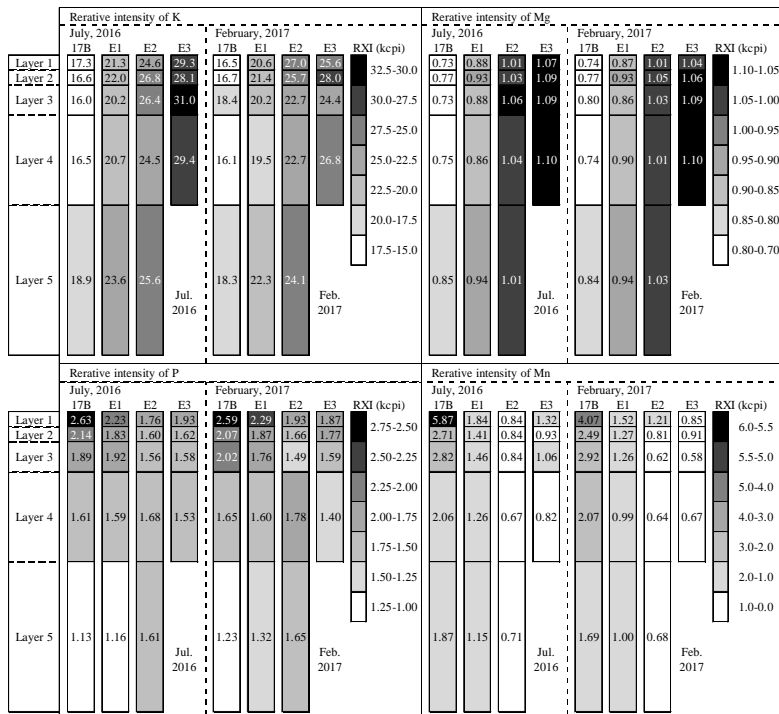 Rerative intensity of K
July, 2016 February, 2017
17B E1 E2 E3 17B E1 E2 E3 RXI (kcpi)
Layer 1 17.3 21.3 24.6 29.3 16.5 20.6 27.0 25.6
32.5-30.0
Layer 2 16.6 22.0 26.8 28.1 16.7 21.4 25.7 28.0
Layer 3 16.0 20.2 26.4 31.0 18.4 20.2 22.7 24.4 30.0-27.5
27.5-25.0
Layer 4 16.5 20.7 24.5 29.4 16.1 19.5 22.7 26.8 25.0-22.5
22.5-20.0
20.0-17.5
17.5-15.0
Layer 5 18.9 23.6 25.6 18.3 22.3 24.1
Jul. Feb.
2016 2017
Rerative intensity of Mg
July, 2016 February, 2017
17B E1 E2 E3 17B E1 E2 E3 RXI (kcpi)
0.73 0.88 1.01 1.07 0.74 0.87 1.01 1.04
1.10-1.05
0.77 0.93 1.03 1.09 0.77 0.93 1.05 1.06
0.73 0.88 1.06 1.09 0.80 0.86 1.03 1.09 1.05-1.00
1.00-0.95
0.75 0.86 1.04 1.10 0.74 0.90 1.01 1.10 0.95-0.90
0.90-0.85
0.85-0.80
0.80-0.70
0.85 0.94 1.01 0.84 0.94 1.03
Jul. Feb.
2016 2017
Rerative intensity of P
July, 2016 February, 2017
17B E1 E2 E3 17B E1 E2 E3 RXI (kcpi)
Layer 1 2.63 2.23 1.76 1.93 2.59 2.29 1.93 1.87
2.75-2.50
Layer 2 2.14 1.83 1.60 1.62 2.07 1.87 1.66 1.77
Layer 3 1.89 1.92 1.56 1.58 2.02 1.76 1.49 1.59 2.50-2.25
2.25-2.00
Layer 4 1.61 1.59 1.68 1.53 1.65 1.60 1.78 1.40 2.00-1.75
1.75-1.50
1.50-1.25
1.25-1.00
Layer 5 1.13 1.16 1.61 1.23 1.32 1.65
Jul. Feb.
2016 2017
Rerative intensity of Mn
July, 2016 February, 2017
17B E1 E2 E3 17B E1 E2 E3 RXI (kcpi)
5.87 1.84 0.84 1.32 4.07 1.52 1.21 0.85
6.0-5.5
2.71 1.41 0.84 0.93 2.49 1.27 0.81 0.91
2.82 1.46 0.84 1.06 2.92 1.26 0.62 0.58 5.5-5.0
5.0-4.0
2.06 1.26 0.67 0.82 2.07 0.99 0.64 0.67 4.0-3.0
3.0-2.0
2.0-1.0
1.0-0.0
1.87 1.15 0.71 1.69 1.00 0.68
Jul. Feb.
2016 2017